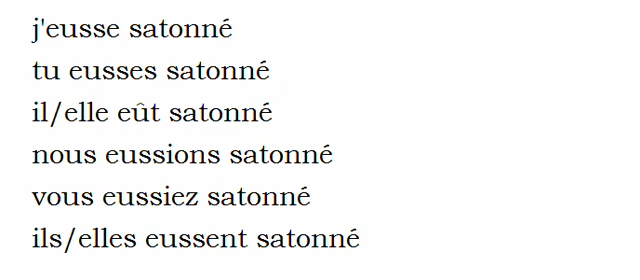 j'eusse satonné
tu eusses satonné
il/elle eût satonné
nous eussions satonné
vous eussiez satonné
ils/elles eussent satonné